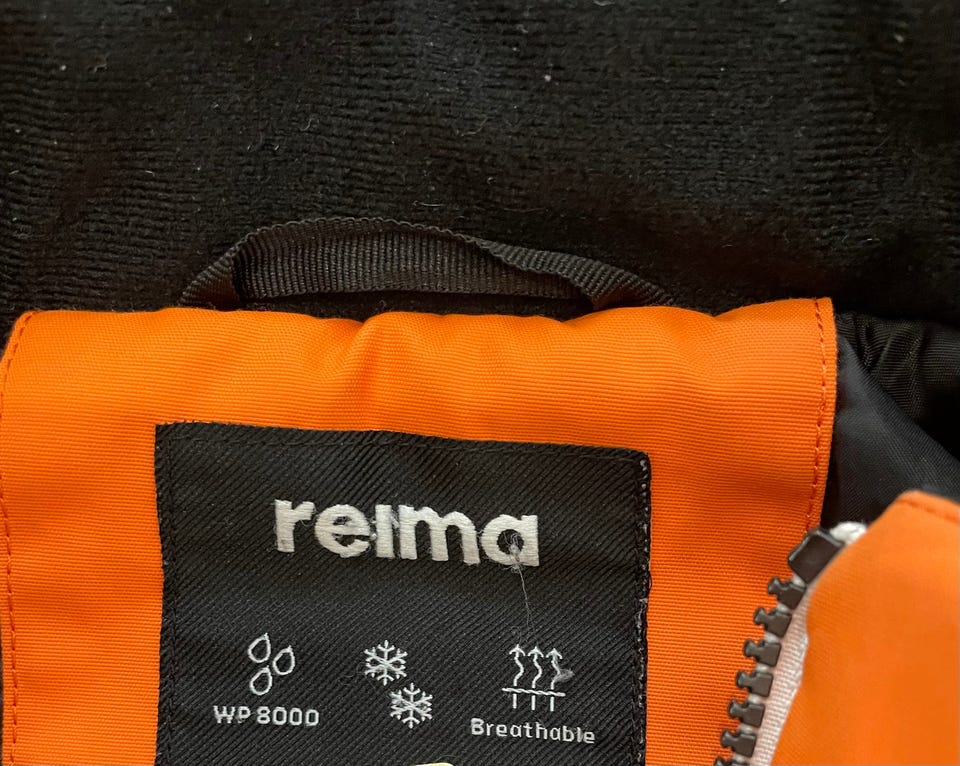 reima
WP 8000
Breathable